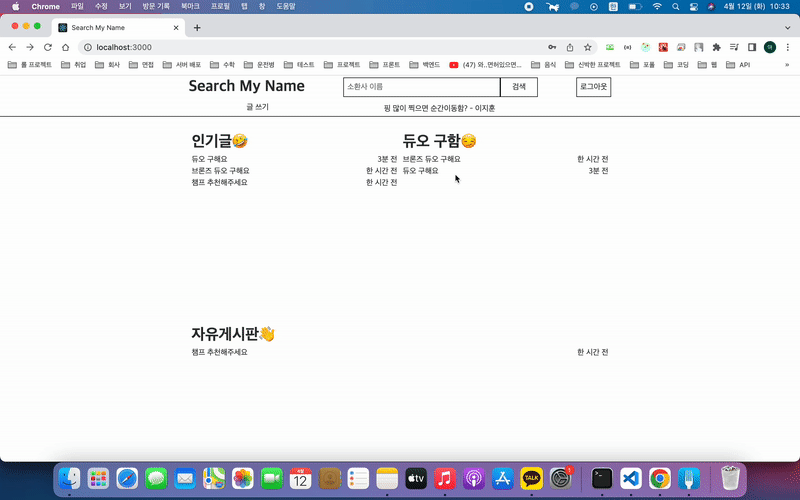 Chrome 파일 수정 보기 방문 기록 북마크 프로필 탭 창 도움말 4월 12일 (화) 10:33
Search My Name
localhost:3000
롤 프로젝트 취업 회사 면접 서버 배포 수학 운전병 테스트 프로젝트 프론트 백엔드 (47) 와..면허있으면... 음식 신박한 프로젝트 포폴 코딩 웹 API »
Search My Name 소환사 이름 검색 로그아웃
글 쓰기 핑 많이 찍으면 순간이동함? - 이지훈
인기글🤣
듀오 구해요 3분 전
브론즈 듀오 구해요 한 시간 전
챔프 추천해주세요 한 시간 전
듀오 구함😏
브론즈 듀오 구해요 한 시간 전
듀오 구해요 3분 전
자유게시판👋
챔프 추천해주세요 한 시간 전
4월
12
tv
TALK
1